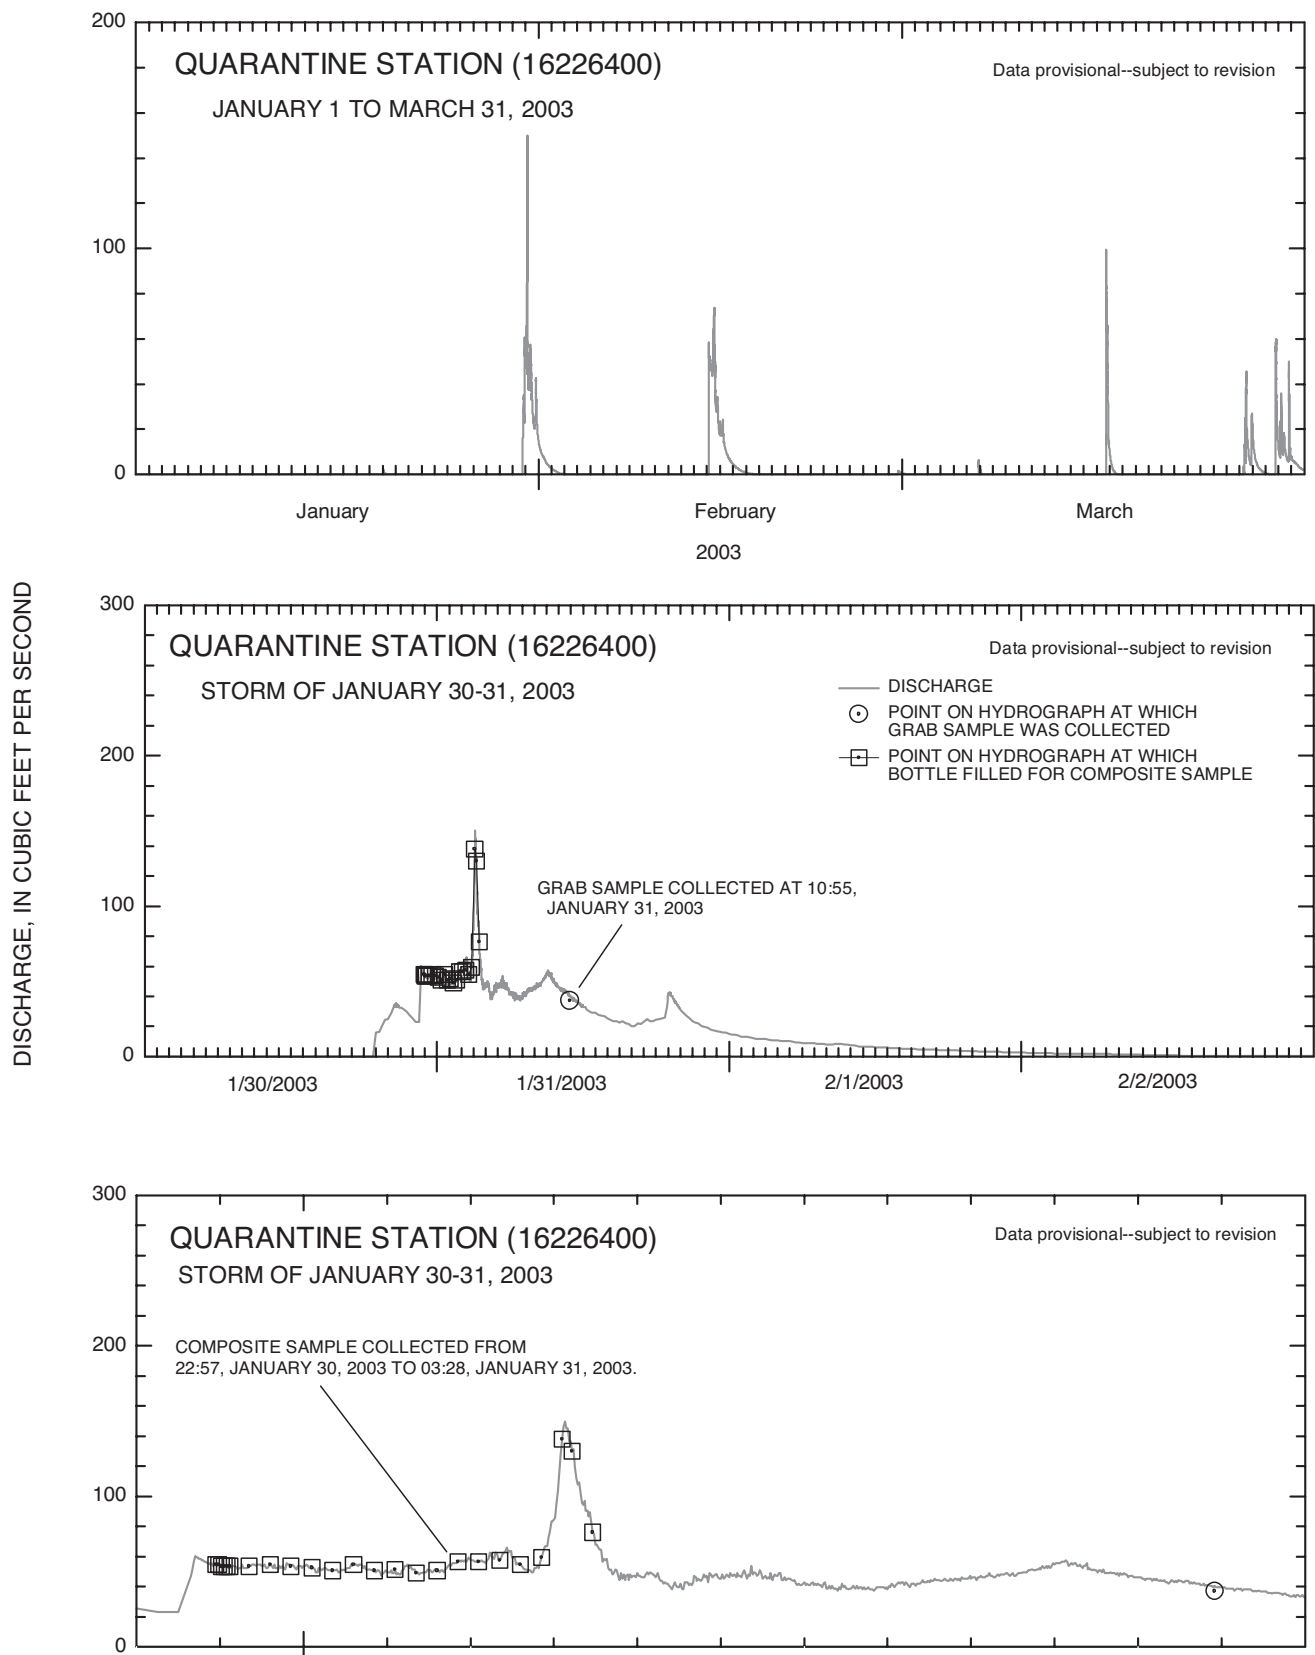 200
QUARANTINE STATION (16226400)
Data provisional--subject to revision
JANUARY 1 TO MARCH 31, 2003
100
0
January
February
March
2003
DISCHARGE, IN CUBIC FEET PER SECOND
300
QUARANTINE STATION (16226400)
Data provisional--subject to revision
STORM OF JANUARY 30-31, 2003
DISCHARGE
POINT ON HYDROGRAPH AT WHICH
GRAB SAMPLE WAS COLLECTED
POINT ON HYDROGRAPH AT WHICH
BOTTLE FILLED FOR COMPOSITE SAMPLE
200
GRAB SAMPLE COLLECTED AT 10:55,
JANUARY 31, 2003
100
0
1/30/2003
1/31/2003
2/1/2003
2/2/2003
300
QUARANTINE STATION (16226400)
Data provisional--subject to revision
STORM OF JANUARY 30-31, 2003
200
COMPOSITE SAMPLE COLLECTED FROM
22:57, JANUARY 30, 2003 TO 03:28, JANUARY 31, 2003.
100
0